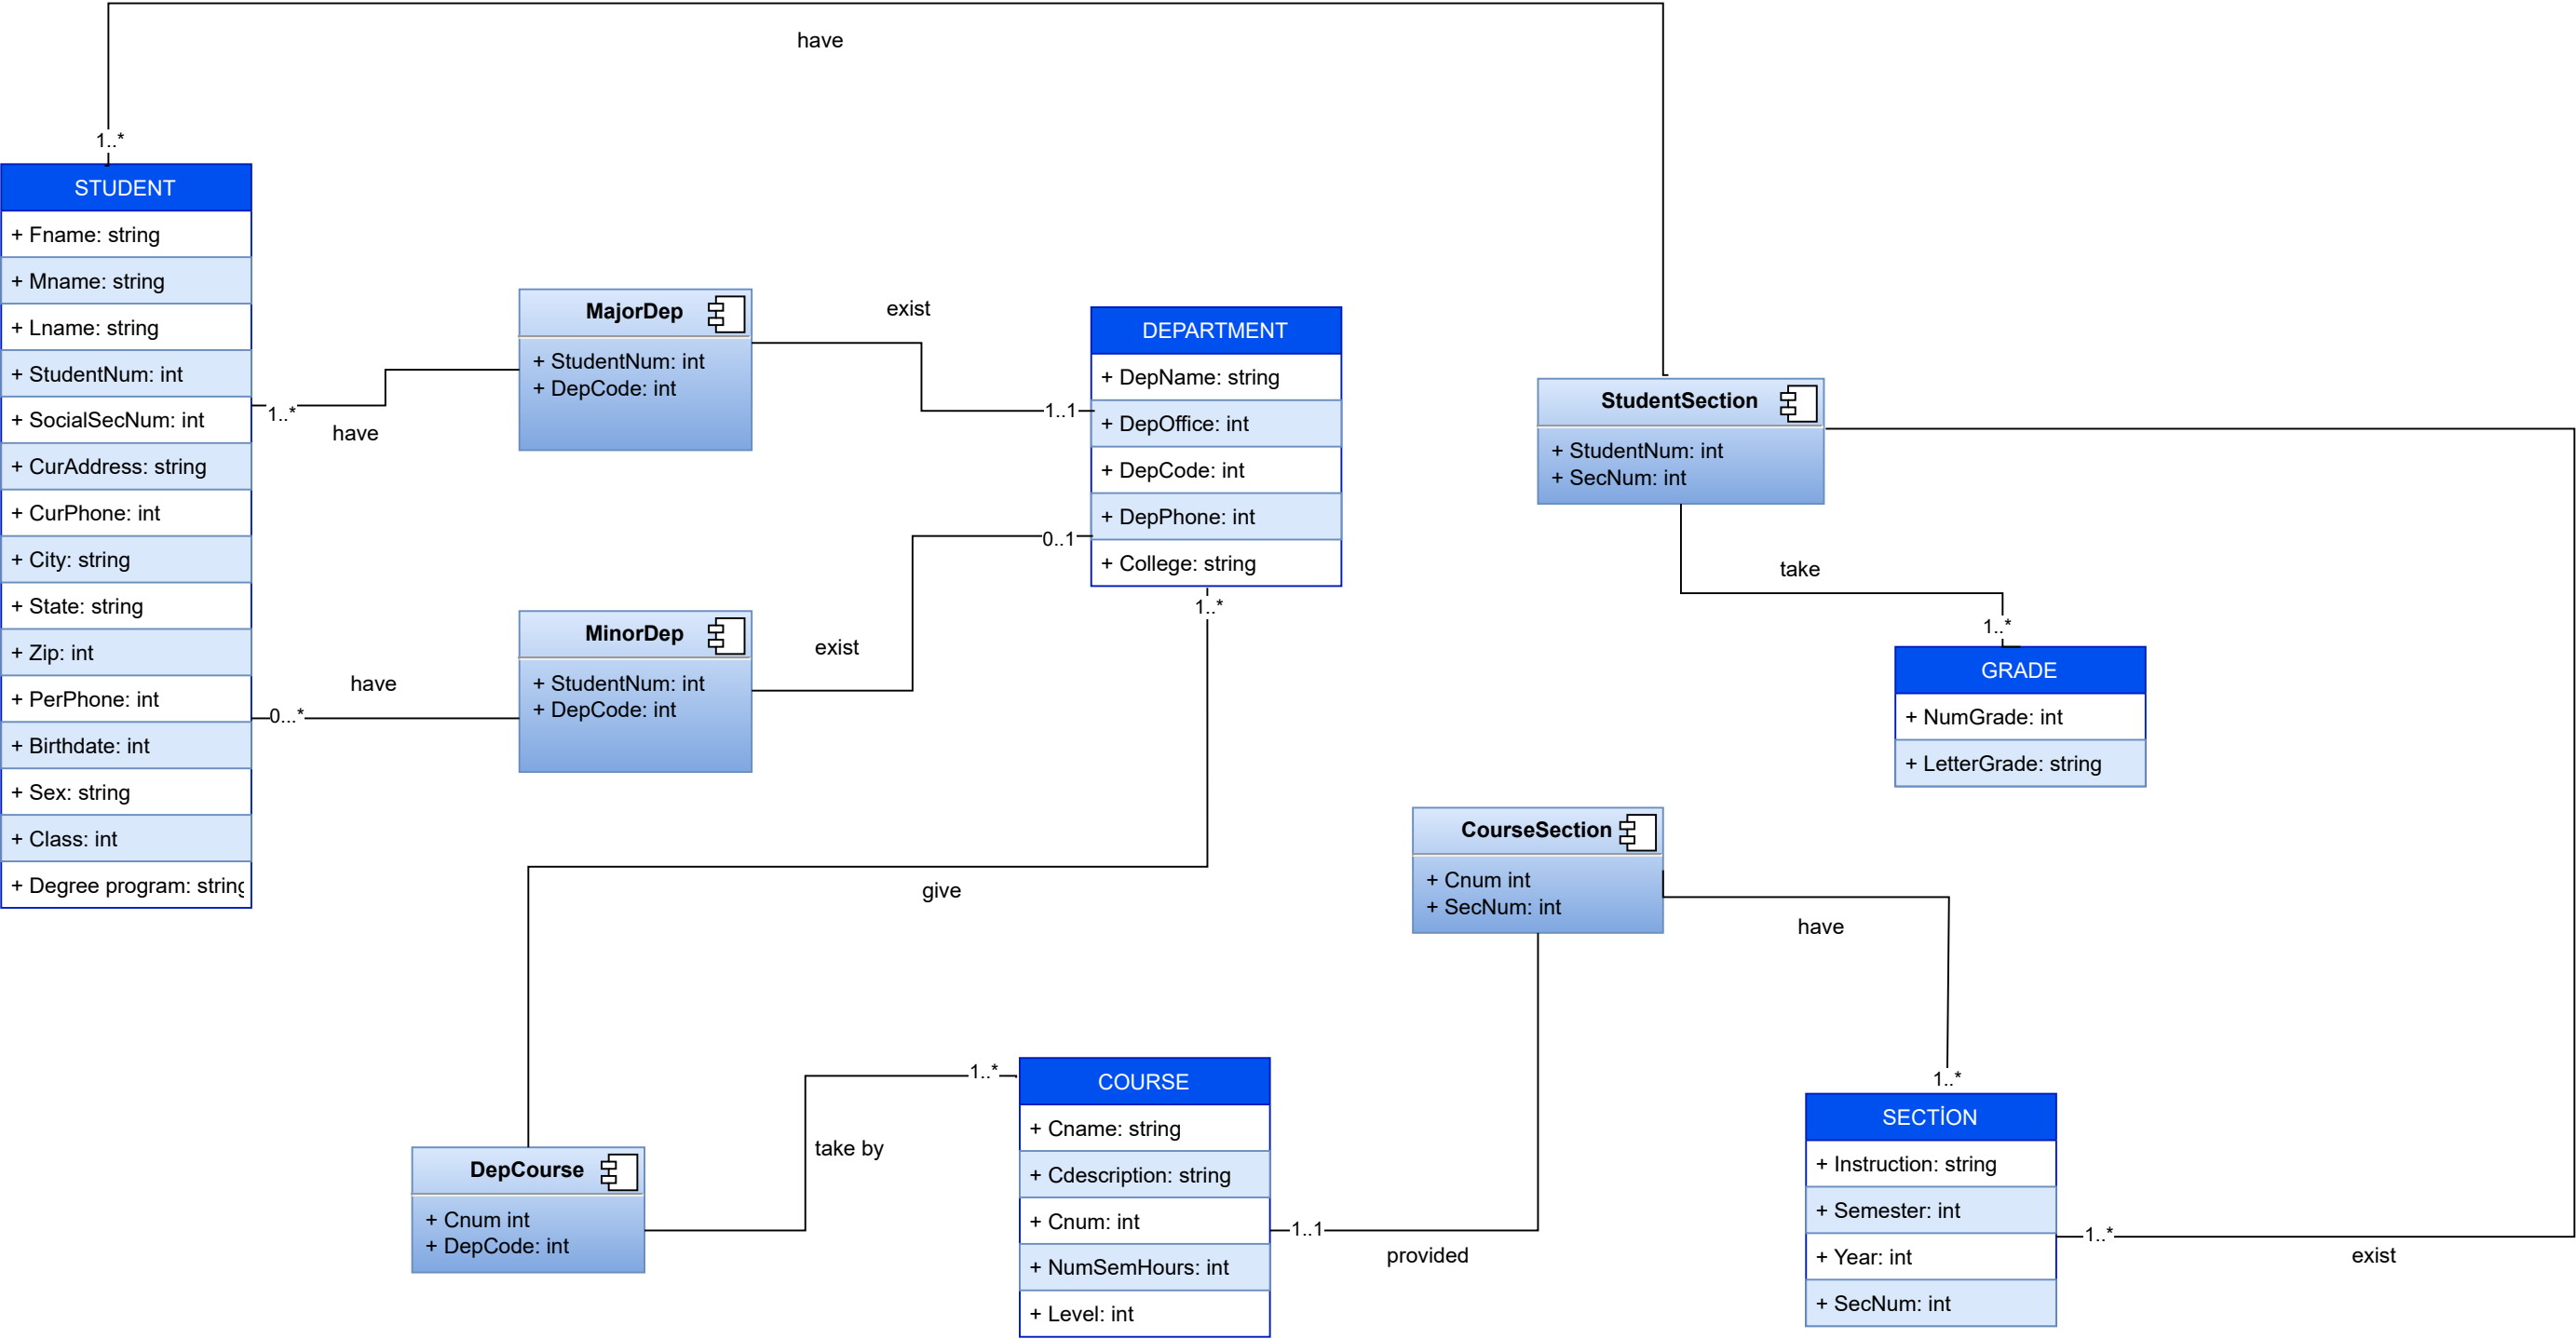 have
1..*
STUDENT
+ Fname: string
+ Mname: string
+ Lname: string
+ StudentNum: int
+ SocialSecNum: int
+ CurAddress: string
+ CurPhone: int
+ City: string
+ State: string
+ Zip: int
+ PerPhone: int
+ Birthdate: int
+ Sex: string
+ Class: int
+ Degree program: string
1..*
have
MajorDep
+ StudentNum: int
+ DepCode: int
exist
1..1
0...*
have
MinorDep
+ StudentNum: int
+ DepCode: int
exist
0..1
DEPARTMENT
+ DepName: string
+ DepOffice: int
+ DepCode: int
+ DepPhone: int
+ College: string
1..*
give
StudentSection
+ StudentNum: int
+ SecNum: int
take
1..*
GRADE
+ NumGrade: int
+ LetterGrade: string
CourseSection
+ Cnum int
+ SecNum: int
have
1..*
DepCourse
+ Cnum int
+ DepCode: int
take by
1..*
COURSE
+ Cname: string
+ Cdescription: string
+ Cnum: int
+ NumSemHours: int
+ Level: int
1..1
provided
SECTİON
+ Instruction: string
+ Semester: int
+ Year: int
+ SecNum: int
1..*
exist